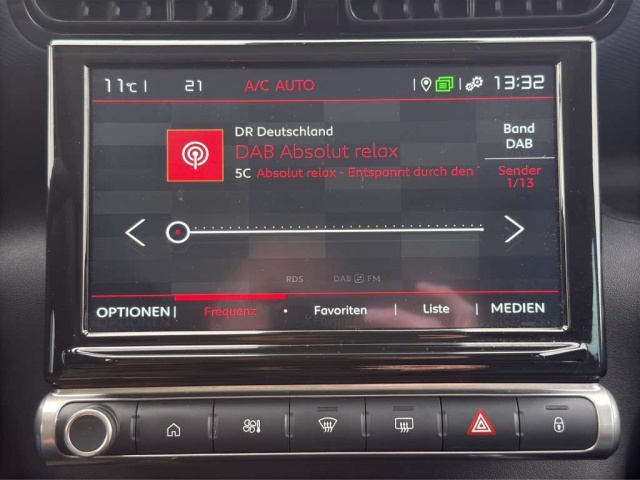 11°C | 21 A/C AUTO 13:32
DR Deutschland
DAB Absolut relax
5C Absolut relax - Entspannt durch den
Band
DAB
Sender
1/13
RDS DAB FM
OPTIONEN | Frequenz • Favoriten | Liste | MEDIEN